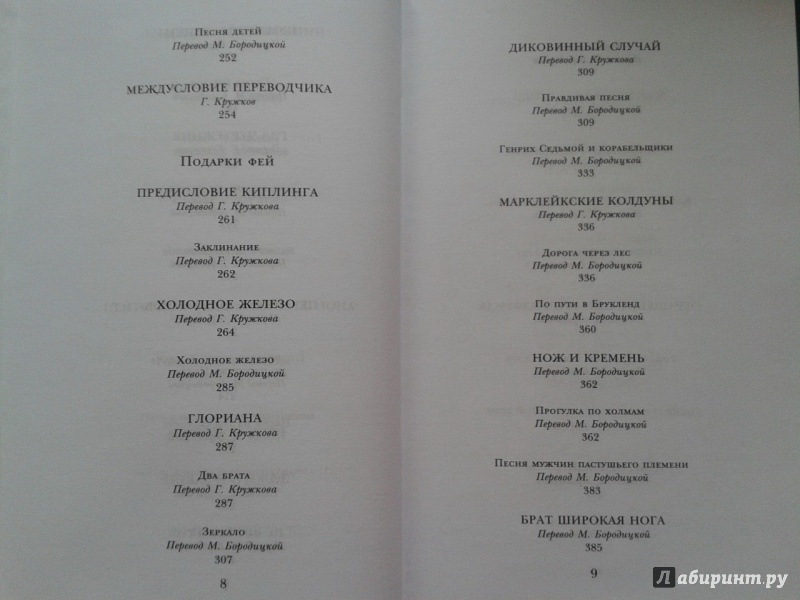 Песня детей
Перевод М. Бородицкой
252
МЕЖДУСЛОВИЕ ПЕРЕВОДЧИКА
Г. Кружков
254
Подарки фей
ПРЕДИСЛОВИЕ КИПЛИНГА
Перевод Г. Кружкова
261
Заклинание
Перевод Г. Кружкова
262
ХОЛОДНОЕ ЖЕЛЕЗО
Перевод Г. Кружкова
264
Холодное железо
Перевод М. Бородицкой
285
ГЛОРИАНА
Перевод Г. Кружкова
287
Два брата
Перевод Г. Кружкова
287
Зеркало
Перевод М. Бородицкой
307
8
ДИКОВИННЫЙ СЛУЧАЙ
Перевод Г. Кружкова
309
Правдивая песня
Перевод М. Бородицкой
309
Генрих Седьмой и корабельщики
Перевод М. Бородицкой
333
МАРКЛЕЙКСКИЕ КОЛДУНЫ
Перевод Г. Кружкова
336
Дорога через лес
Перевод М. Бородицкой
336
По пути в Брукленд
Перевод М. Бородицкой
360
НОЖ И КРЕМЕНЬ
Перевод М. Бородицкой
362
Прогулка по холмам
Перевод М. Бородицкой
362
Песня мужчин пастушьего племени
Перевод М. Бородицкой
383
БРАТ ШИРОКАЯ НОГА
Перевод М. Бородицкой
385
9
Лабиринт.ру